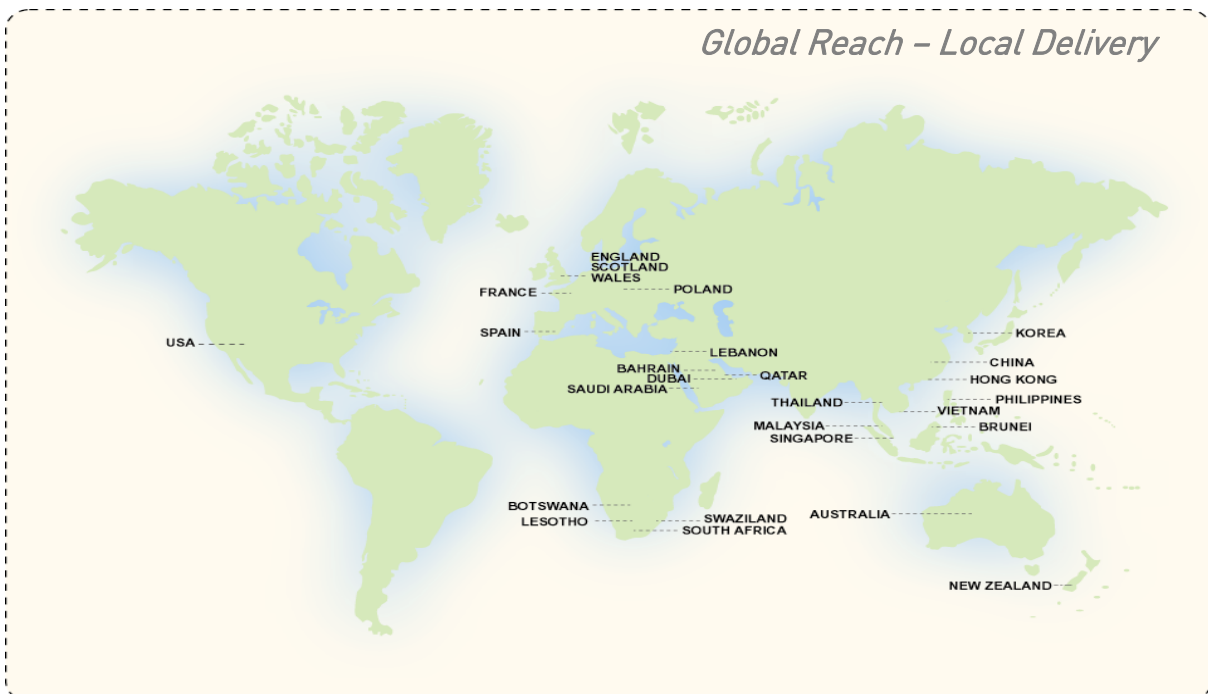 Global Reach – Local Delivery
ENGLAND
SCOTLAND
WALES
FRANCE
POLAND
SPAIN
USA
KOREA
LEBANON
CHINA
BAHRAIN
QATAR
DUBAI
HONG KONG
SAUDI ARABIA
THAILAND
PHILIPPINES
VIETNAM
MALAYSIA
BRUNEI
SINGAPORE
BOTSWANA
LESOTHO
SWAZILAND
SOUTH AFRICA
AUSTRALIA
NEW ZEALAND